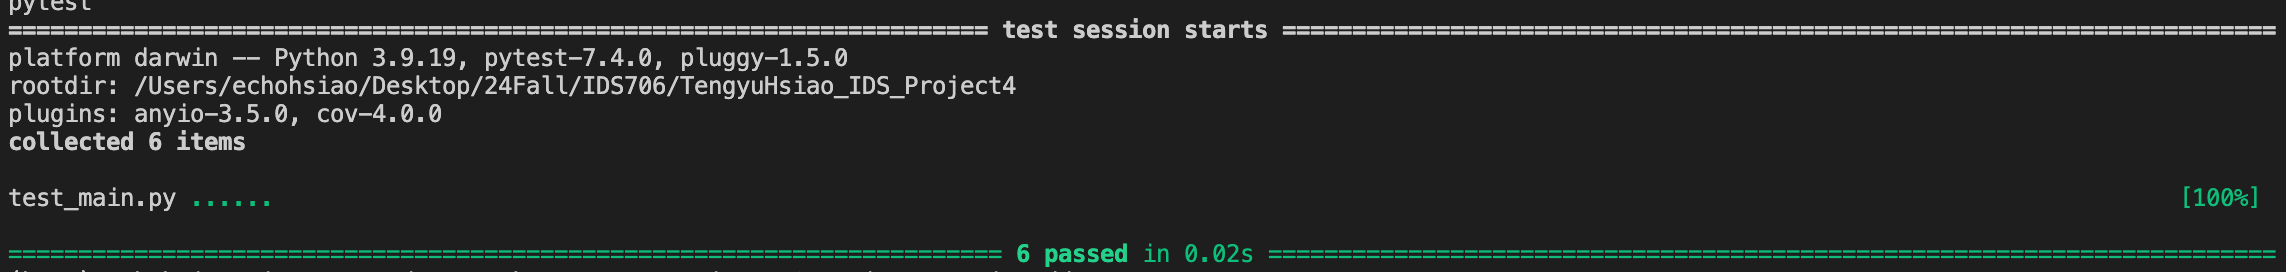 pytest
====================================================================== test session starts =======================================================================
platform darwin -- Python 3.9.19, pytest-7.4.0, pluggy-1.5.0
rootdir: /Users/echohsiao/Desktop/24Fall/IDS706/TengyuHsiao_IDS_Project4
plugins: anyio-3.5.0, cov-4.0.0
collected 6 items
test_main.py ...... [100%]
======================================================================= 6 passed in 0.02s ========================================================================